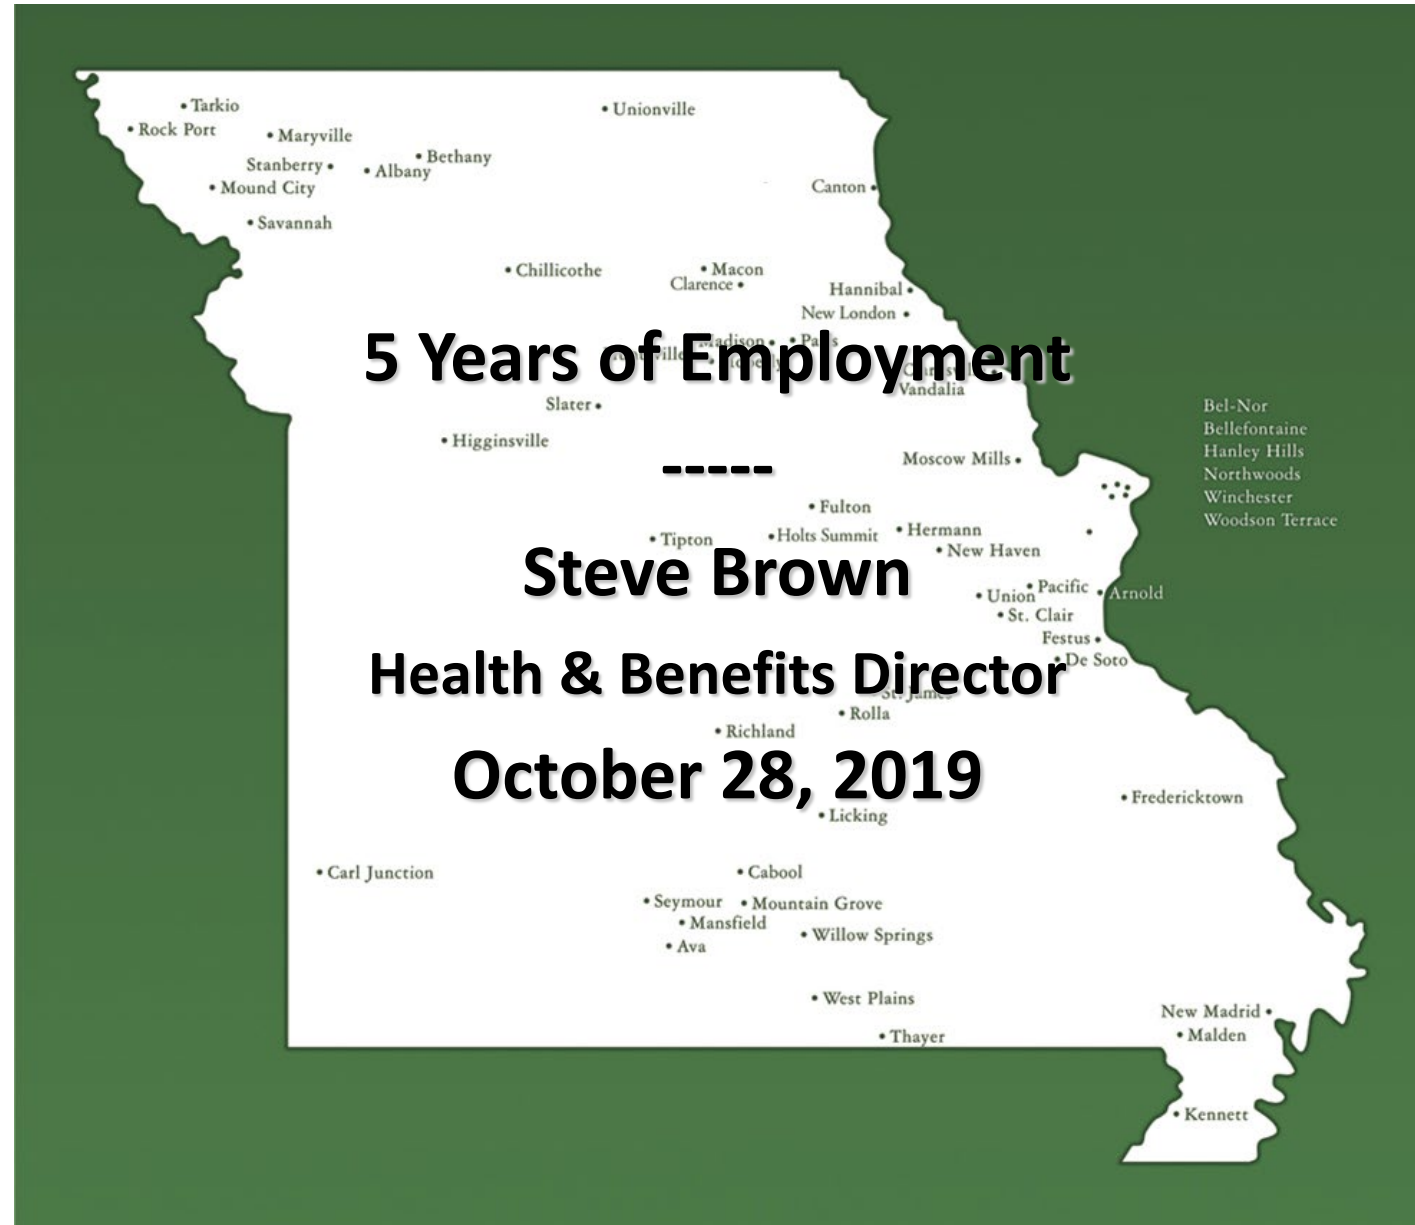 Tarkio
Unionville
Rock Port
Maryville
Bethany
Stanberry
Albany
Mound City
Canton
Savannah
Chillicothe
Macon
Clarence
Hannibal
New London
Madison
5 Years of Employment
Vandalia
Slater
Bel-Nor
Bellefontaine
Higginsville
Hanley Hills
Moscow Mills
Northwoods
Winchester
Woodson Terrace
-----
Fulton
Hermann
Holts Summit
Tipton
New Haven
Steve Brown
Pacific
Union
Arnold
St. Clair
Festus
De Soto
Health & Benefits Director
St. James
Rolla
Richland
October 28, 2019
Fredericktown
Licking
Carl Junction
Cabool
Seymour
Mountain Grove
Mansfield
Willow Springs
Ava
West Plains
New Madrid
Malden
Thayer
Kennett